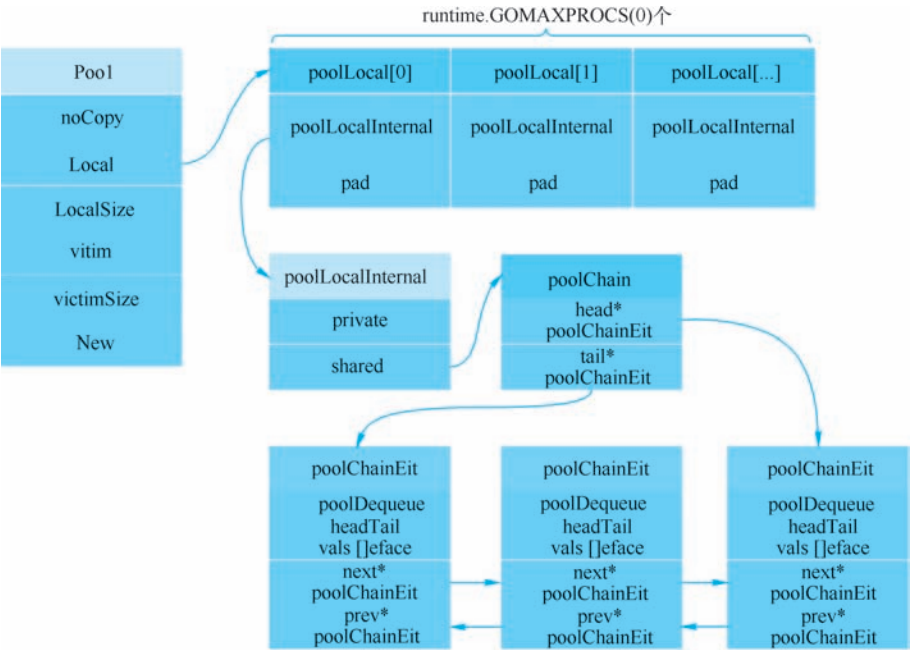 runtime.GOMAXPROCS(0)个
Pool
noCopy
Local
LocalSize
vitim
victimSize
New
poolLocal[0]
poolLocal[1]
poolLocal[...]
poolLocalInternal
poolLocalInternal
poolLocalInternal
pad
pad
pad
poolLocalInternal
private
shared
poolChain
head*
poolChainEit
tail*
poolChainEit
poolChainEit
poolDequeue
headTail
vals []eface
next*
poolChainEit
prev*
poolChainEit
poolChainEit
poolDequeue
headTail
vals []eface
next*
poolChainEit
prev*
poolChainEit
poolChainEit
poolDequeue
headTail
vals []eface
next*
poolChainEit
prev*
poolChainEit